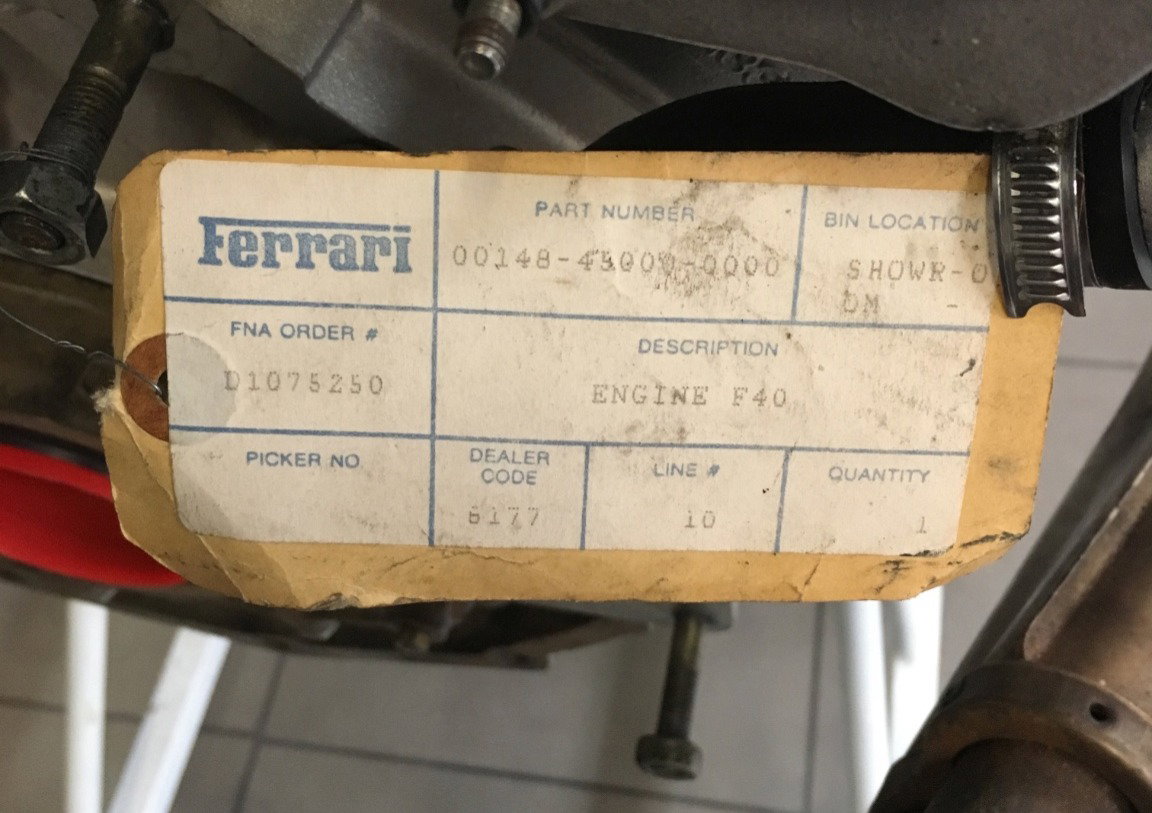 Ferrari
PART NUMBER
BIN LOCATION
SHOWR-0
OM -
FNA ORDER #
D1075250
DESCRIPTION
ENGINE F40
PICKER NO.
DEALER CODE
6177
LINE #
10
QUANTITY
1